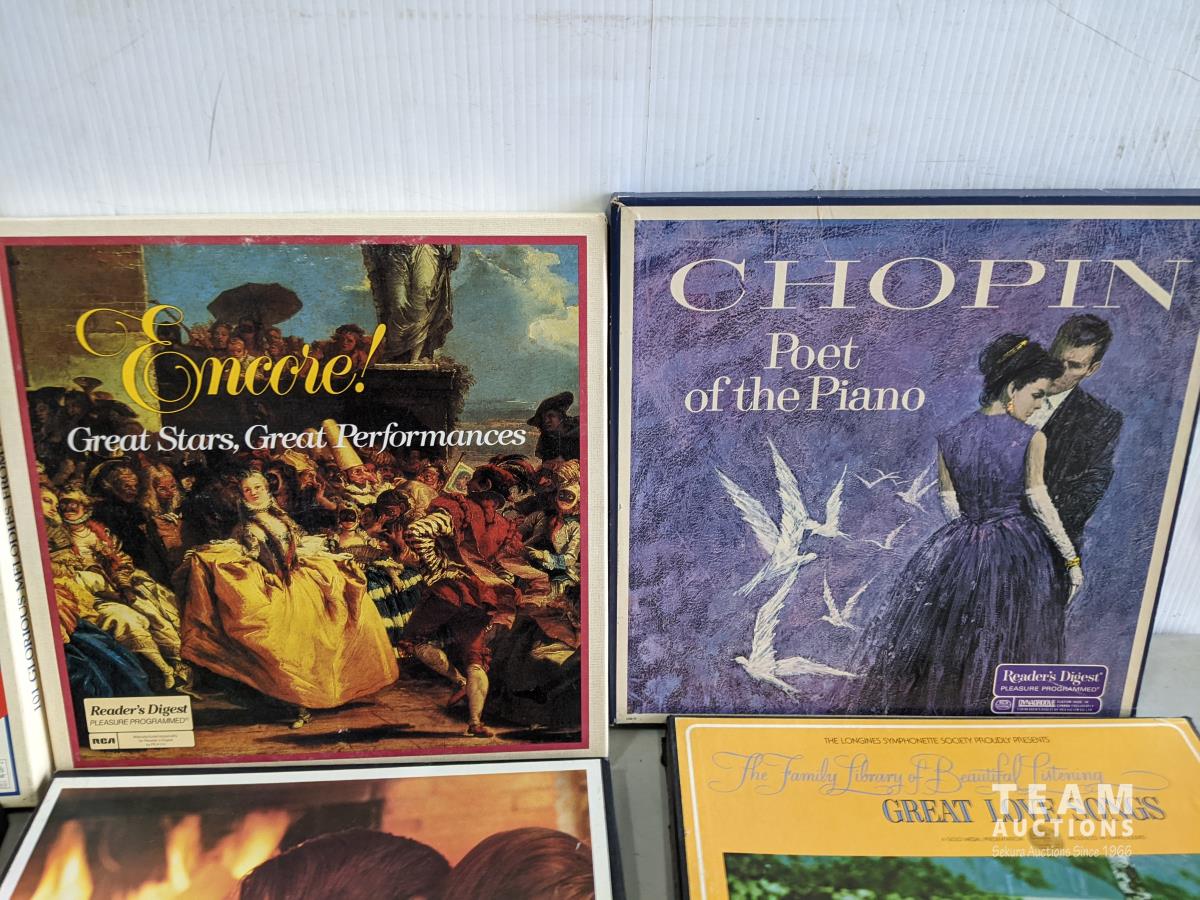 Encore!
Great Stars, Great Performances
Reader's Digest
PLEASURE PROGRAMMED®
RCA
CHOPIN
Poet
of the Piano
Reader's Digest®
PLEASURE PROGRAMMED®
DYNAGROOVE
THE LONGINES SYMPHONETTE SOCIETY PROUDLY PRESENTS:
The Family Library of Beautiful Listening
GREAT LOVE SONGS
TEAM
AUCTIONS
Sekura Auctions Since 1966